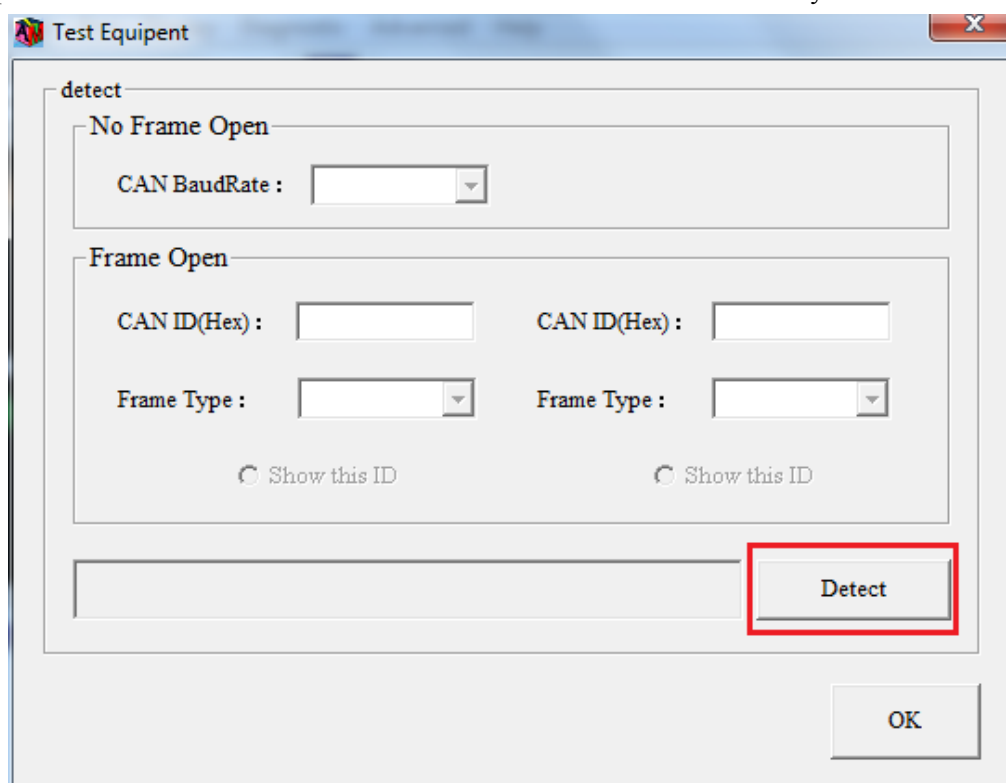 Test Equipent
detect
No Frame Open
CAN BaudRate :
Frame Open
CAN ID(Hex) : CAN ID(Hex) :
Frame Type : Frame Type :
Show this ID Show this ID
Detect
OK